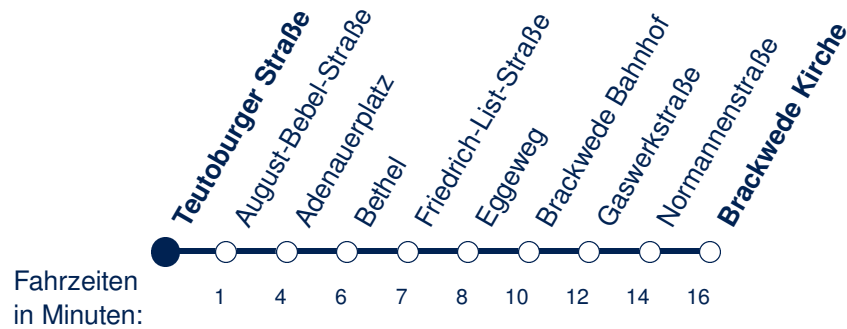 Teutoburger Straße
August-Bebel-Straße
Adenauerplatz
Bethel
Friedrich-List-Straße
Eggeweg
Brackwede Bahnhof
Gaswerkstraße
Normannenstraße
Brackwede Kirche
Fahrzeiten
in Minuten:
1 4 6 7 8 10 12 14 16